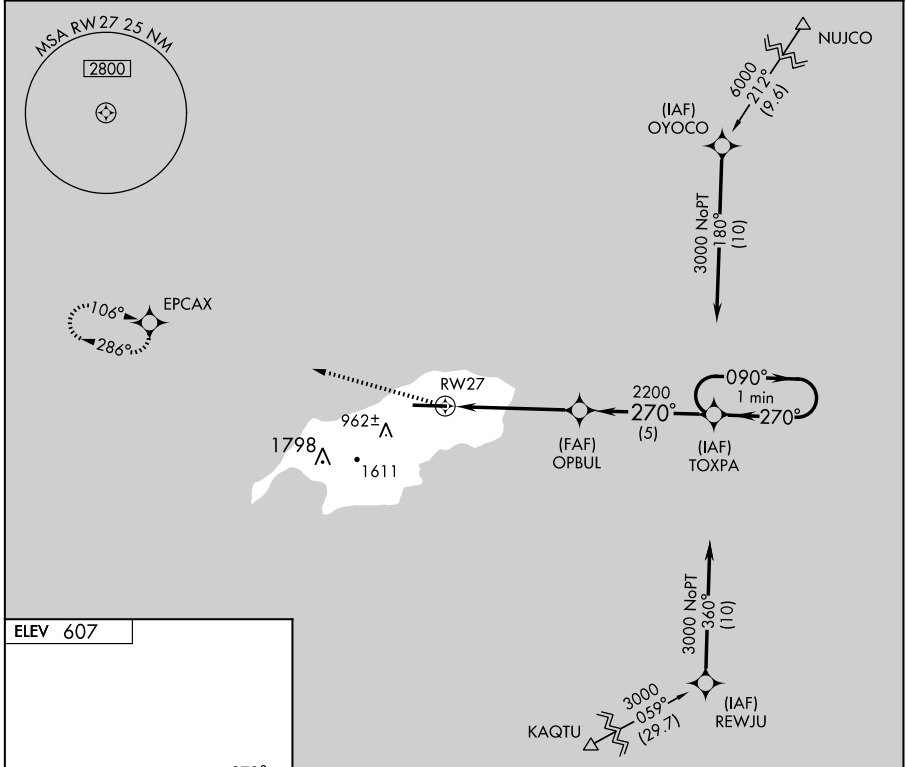 MSA RW27 25 NM
2800
NUJCO
6000
212°
(9.6)
(IAF)
OYOCO
3000 NoPT
180°
(10)
EPCAX
106°
286°
RW27
962±
1798
1611
2200
270°
(5)
(FAF)
OPBUL
090°
1 min
270°
(IAF)
TOXPA
3000 NoPT
360°
(10)
(IAF)
REWJU
3000
059°
(29.7)
KAQTU
ELEV 607